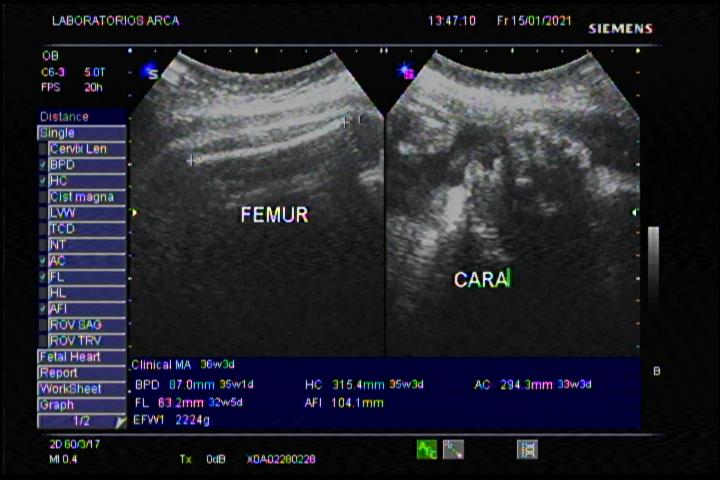 LABORATORIOS ARCA
13:47:10 Fr 15/01/2021
SIEMENS
OB
C6-3 5.0T
FPS 20h
S
Distance
Single
Cervix Len
BPD
HC
Cist magna
LVW
TCD
NT
AC
FL
HL
AFI
ROV SAG
ROV TRV
Fetal Heart
Report
WorkSheet
Graph
1/2
FEMUR
CARA
B
Clinical MA 36w3d
BPD 87.0mm 35w1d HC 315.4mm 35w3d AC 294.3mm 33w3d
FL 63.2mm 32w5d AFI 104.1mm
EFW1 2224g
2D 60/3/17
MI 0.4 Tx 0dB XDA02280228